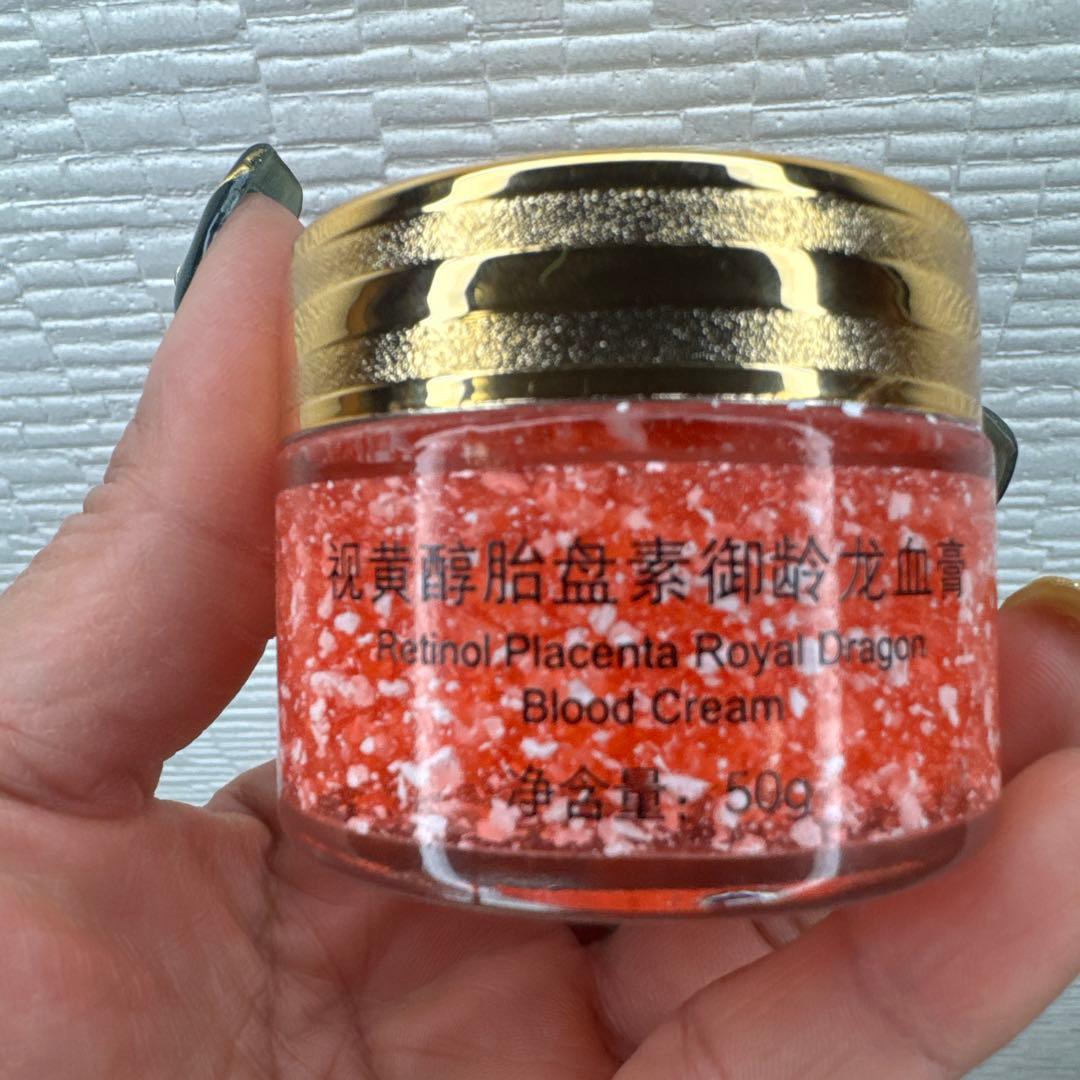 视黄醇胎盘素御龄龙血膏
Retinol Placenta Royal Dragon
Blood Cream
净含量：50g